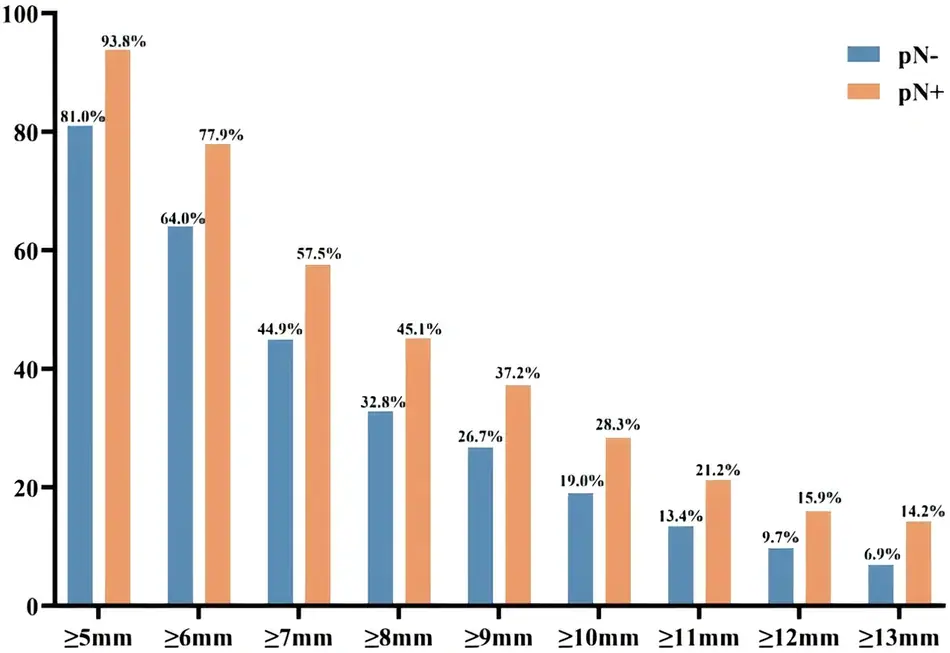 100
80
60
40
20
0
pN-
pN+
81.0%
93.8%
64.0%
77.9%
44.9%
57.5%
32.8%
45.1%
26.7%
37.2%
19.0%
28.3%
13.4%
21.2%
9.7%
15.9%
6.9%
14.2%
≥5mm
≥6mm
≥7mm
≥8mm
≥9mm
≥10mm
≥11mm
≥12mm
≥13mm